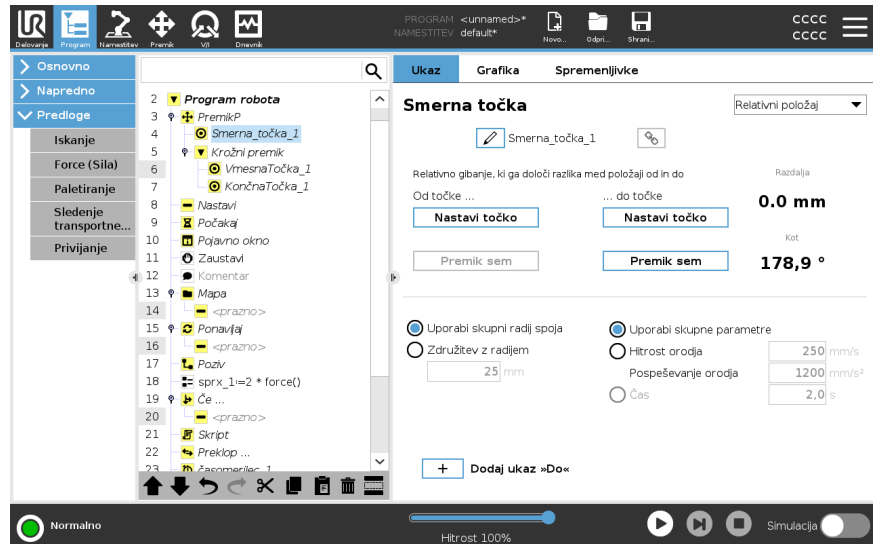 PROGRAM <unnamed>*
NAMESTITEV default*
Delovanje Program Namestitev Premik V/I Dnevnik Novo... Odpri... Shrani...
CCCC
CCCC
Osnovno
Napredno
Predloge
Iskanje
Force (Sila)
Paletiranje
Sledenje
transportne...
Privijanje
2 Program robota
3 PremikP
4 Smerna_točka_1
5 Krožni premik
6 VmesnaTočka_1
7 KončnaTočka_1
8 Nastavi
9 Počakaj
10 Pojavno okno
11 Zaustavi
12 Komentar
13 Mapa
14 <prazno>
15 Ponavljaj
16 <prazno>
17 Poziv
18 sprx_1:=2 * force()
19 Če ...
20 <prazno>
21 Skript
22 Preklop ...
23 časomerilec_1
Ukaz Grafika Spremenljivke
Smerna točka
Relativni položaj
Smerna_točka_1
Relativno gibanje, ki ga določi razlika med položaji od in do
Razdalja
Od točke ... ... do točke
0.0 mm
Nastavi točko Nastavi točko
Kot
Premik sem Premik sem
178,9 °
Uporabi skupni radij spoja
Združitev z radijem
25 mm
Uporabi skupne parametre
Hitrost orodja 250 mm/s
Pospeševanje orodja 1200 mm/s²
Čas 2,0 s
+ Dodaj ukaz »Do«
Normalno
Hitrost 100%
Simulacija